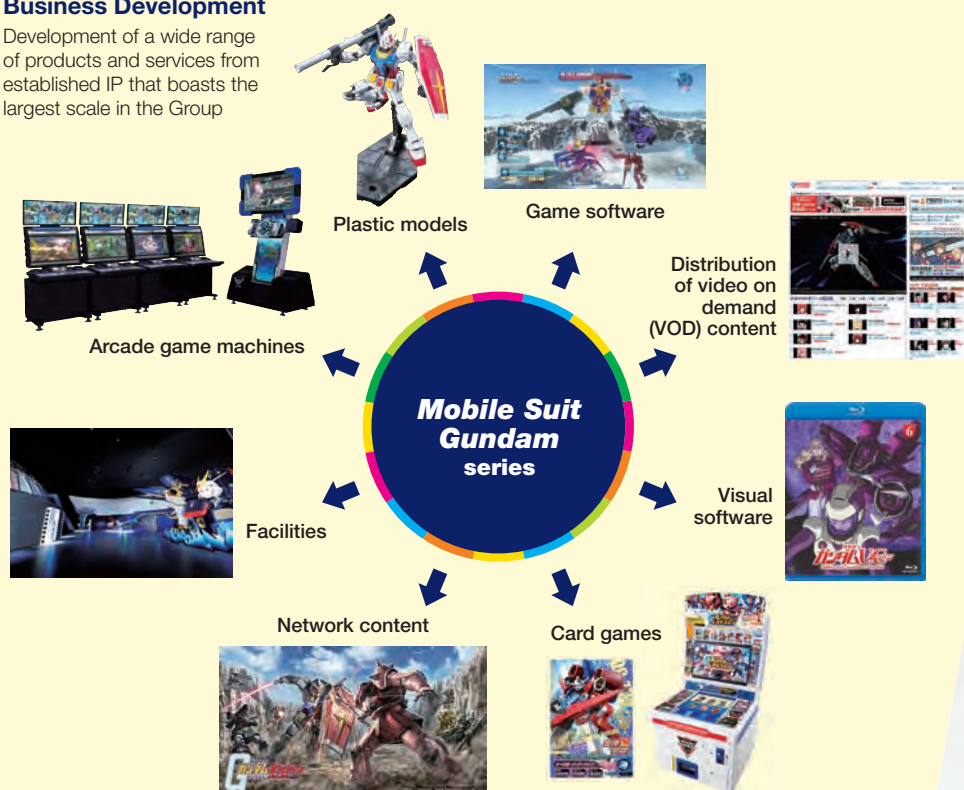 Business Development
Development of a wide range
of products and services from
established IP that boasts the
largest scale in the Group
Plastic models
Game software
Distribution
of video on
demand
(VOD) content
Arcade game machines
Mobile Suit
Gundam
series
Visual
software
Facilities
Network content
Card games
6